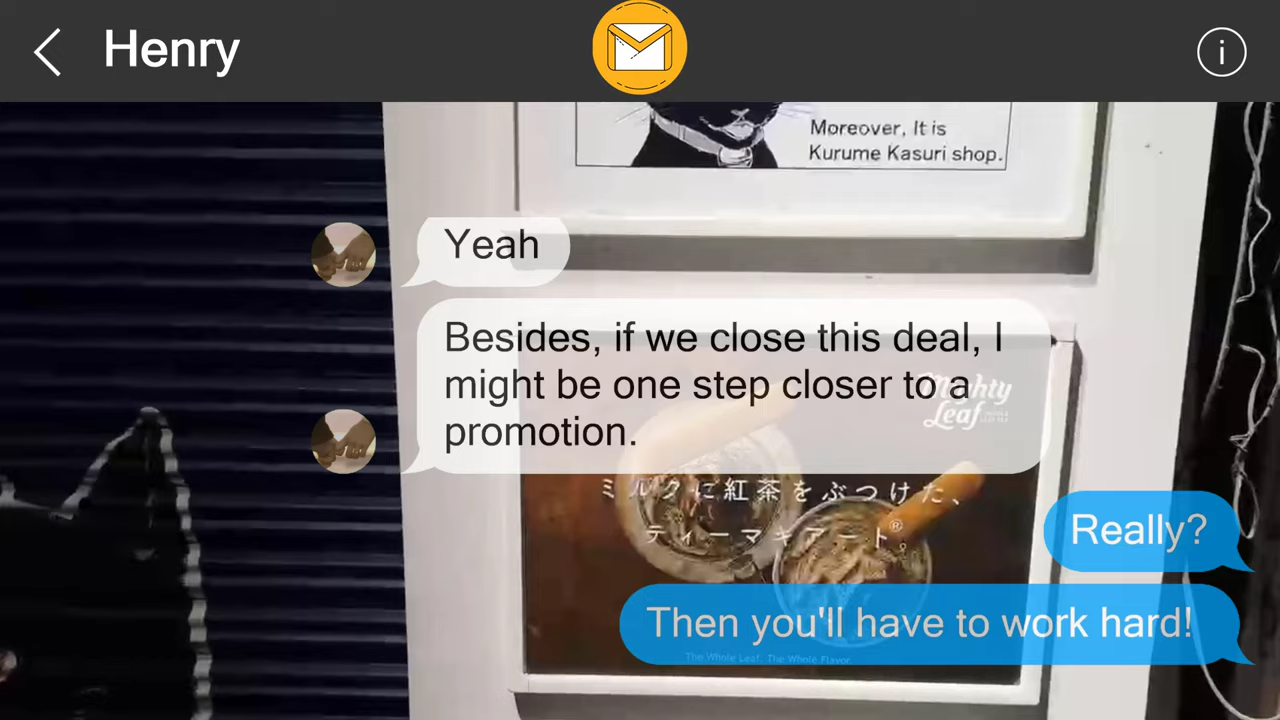 Henry
Moreover, It is
Kurume Kasuri shop.
Yeah
Besides, if we close this deal, I
might be one step closer to a
promotion.
Mighty
Leaf
ミルクに紅茶をぶつけた、
ティーマキアート®。
Really?
Then you'll have to work hard!
The Whole Leaf. The Whole Flavor.